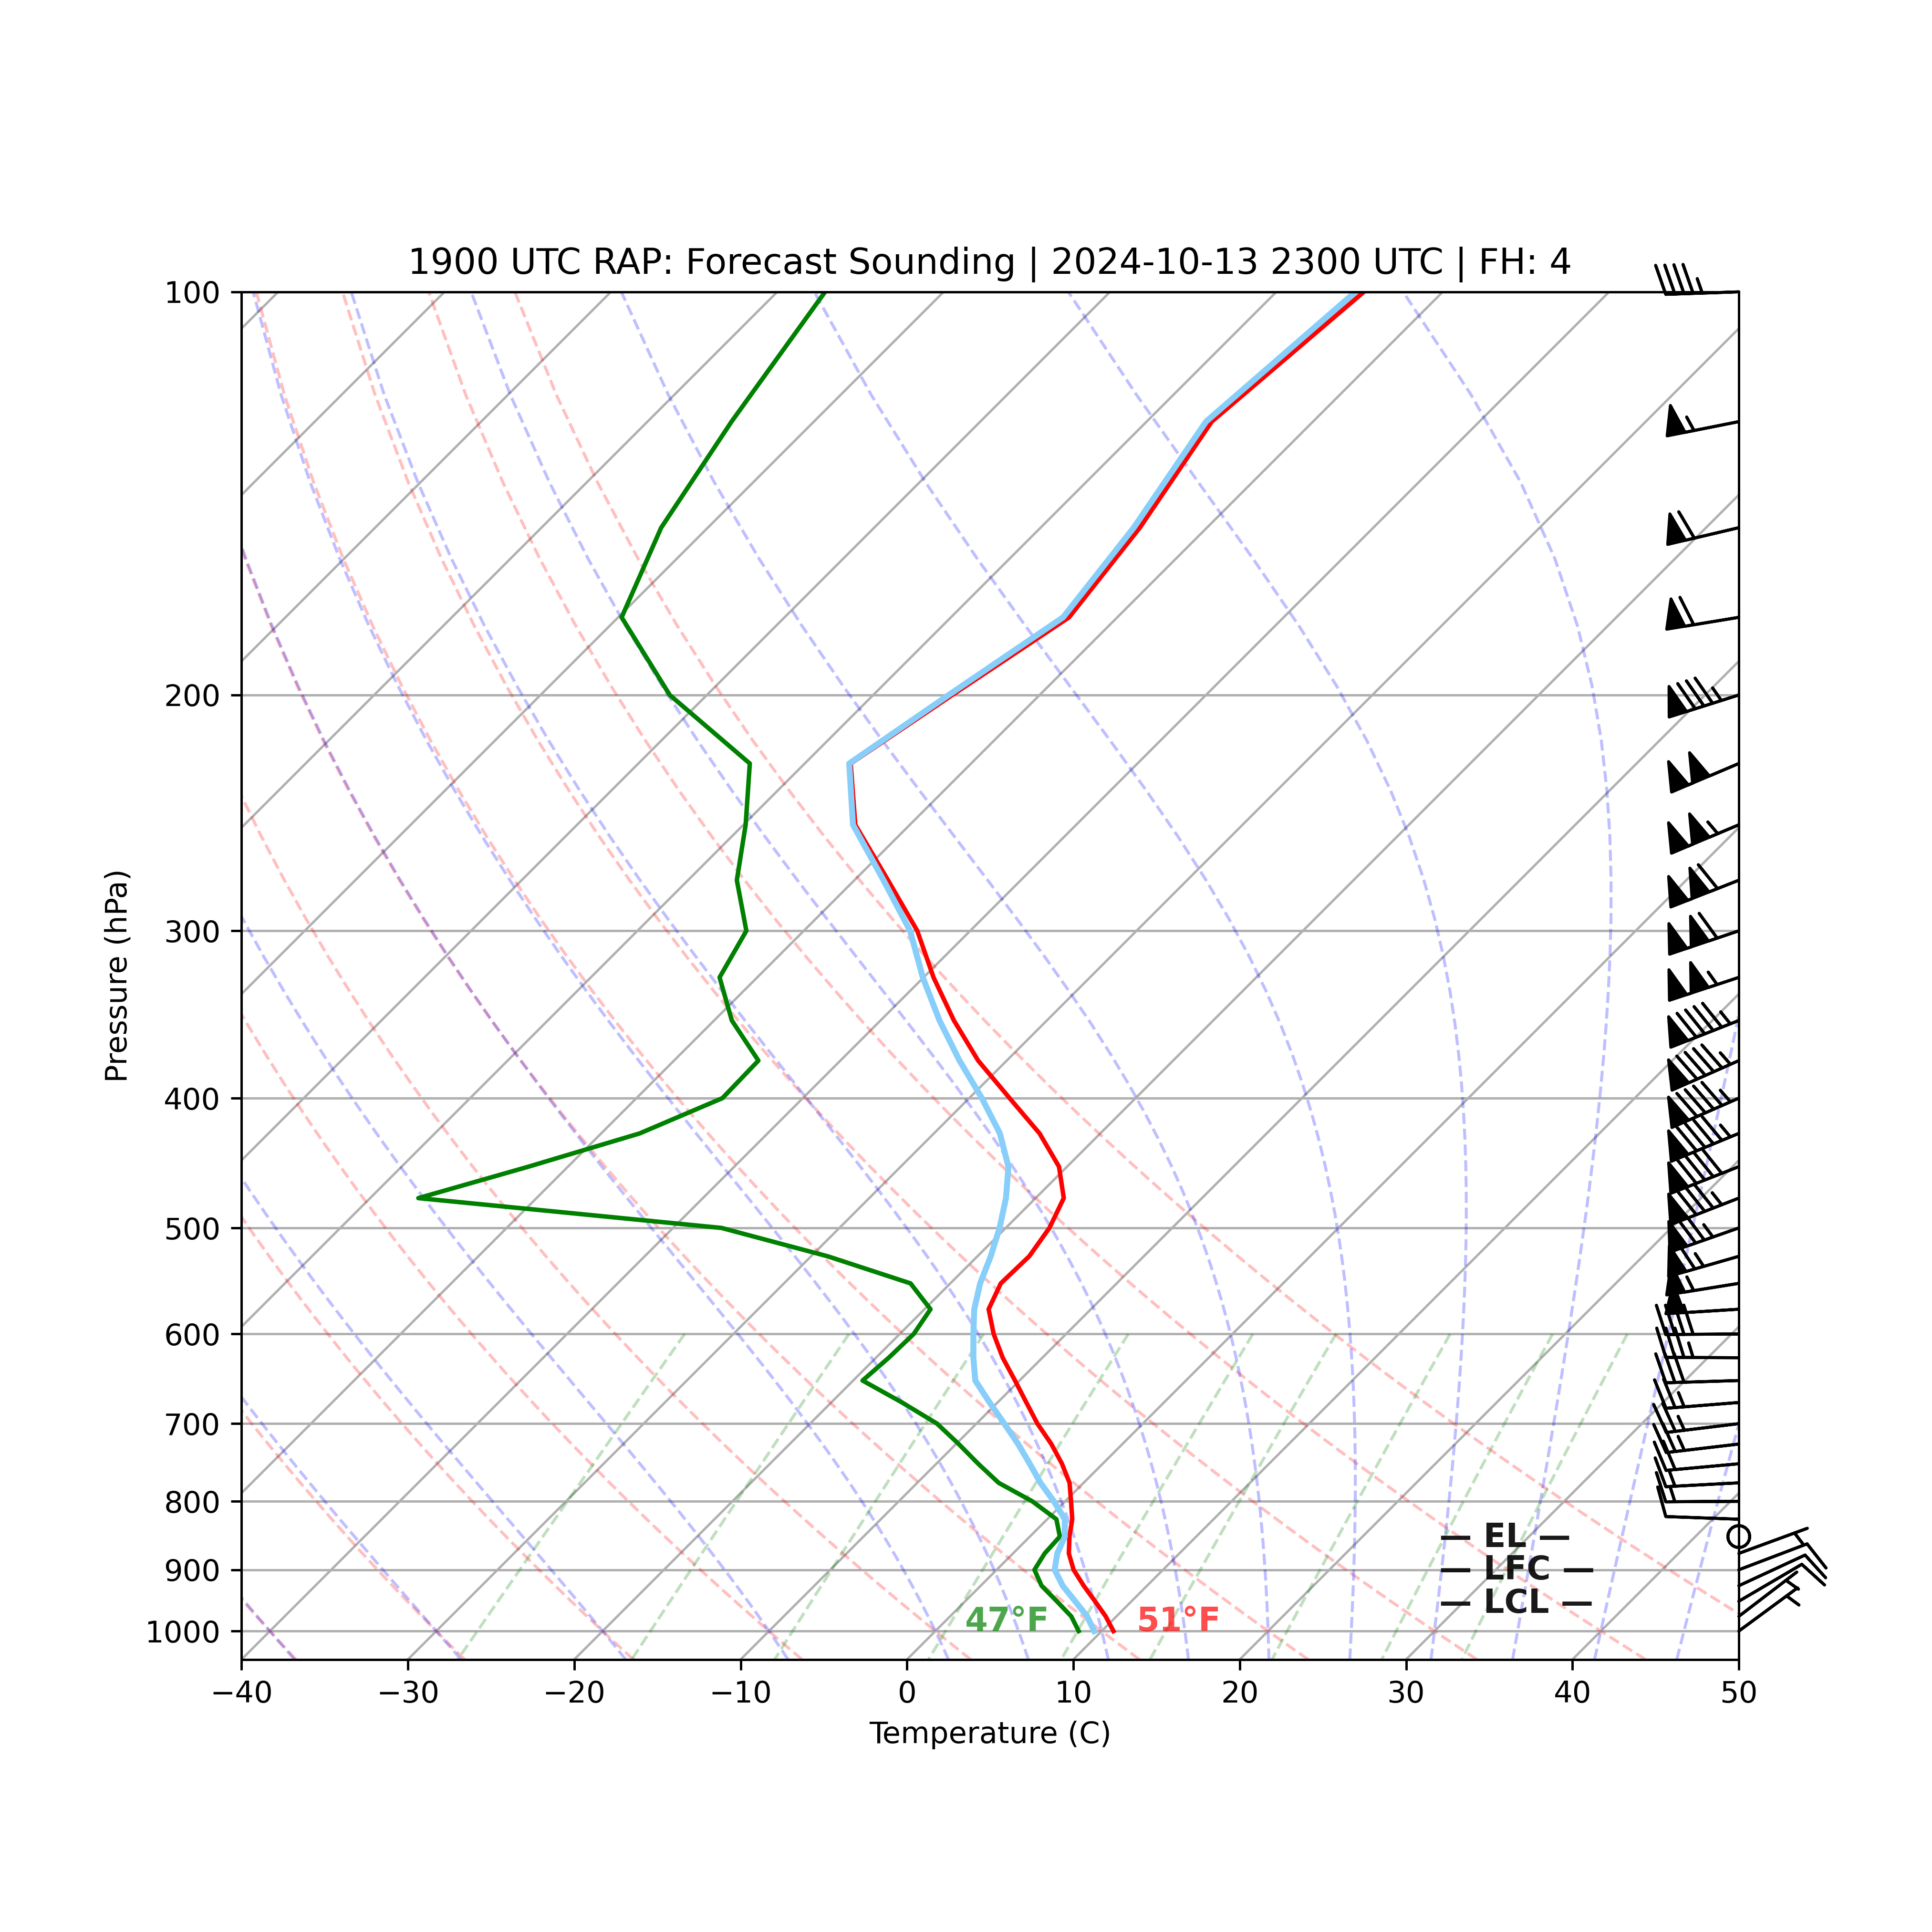 1900 UTC RAP: Forecast Sounding | 2024-10-13 2300 UTC | FH: 4
100
200
300
400
500
600
700
800
900
1000
Pressure (hPa)
— EL —
— LFC —
— LCL —
47°F
51°F
−40 −30 −20 −10 0 10 20 30 40 50
Temperature (C)